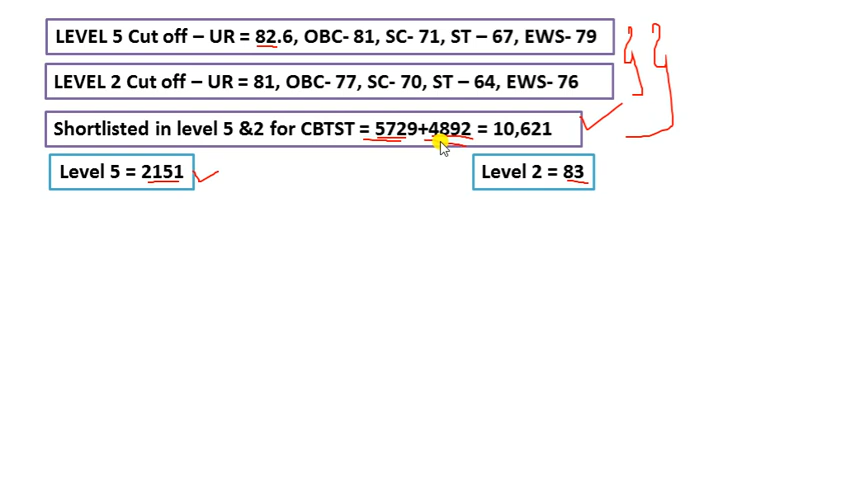 LEVEL 5 Cut off – UR = 82.6, OBC- 81, SC- 71, ST – 67, EWS- 79
LEVEL 2 Cut off – UR = 81, OBC- 77, SC- 70, ST – 64, EWS- 76
Shortlisted in level 5 &2 for CBTST = 5729+4892 = 10,621
Level 5 = 2151
Level 2 = 83